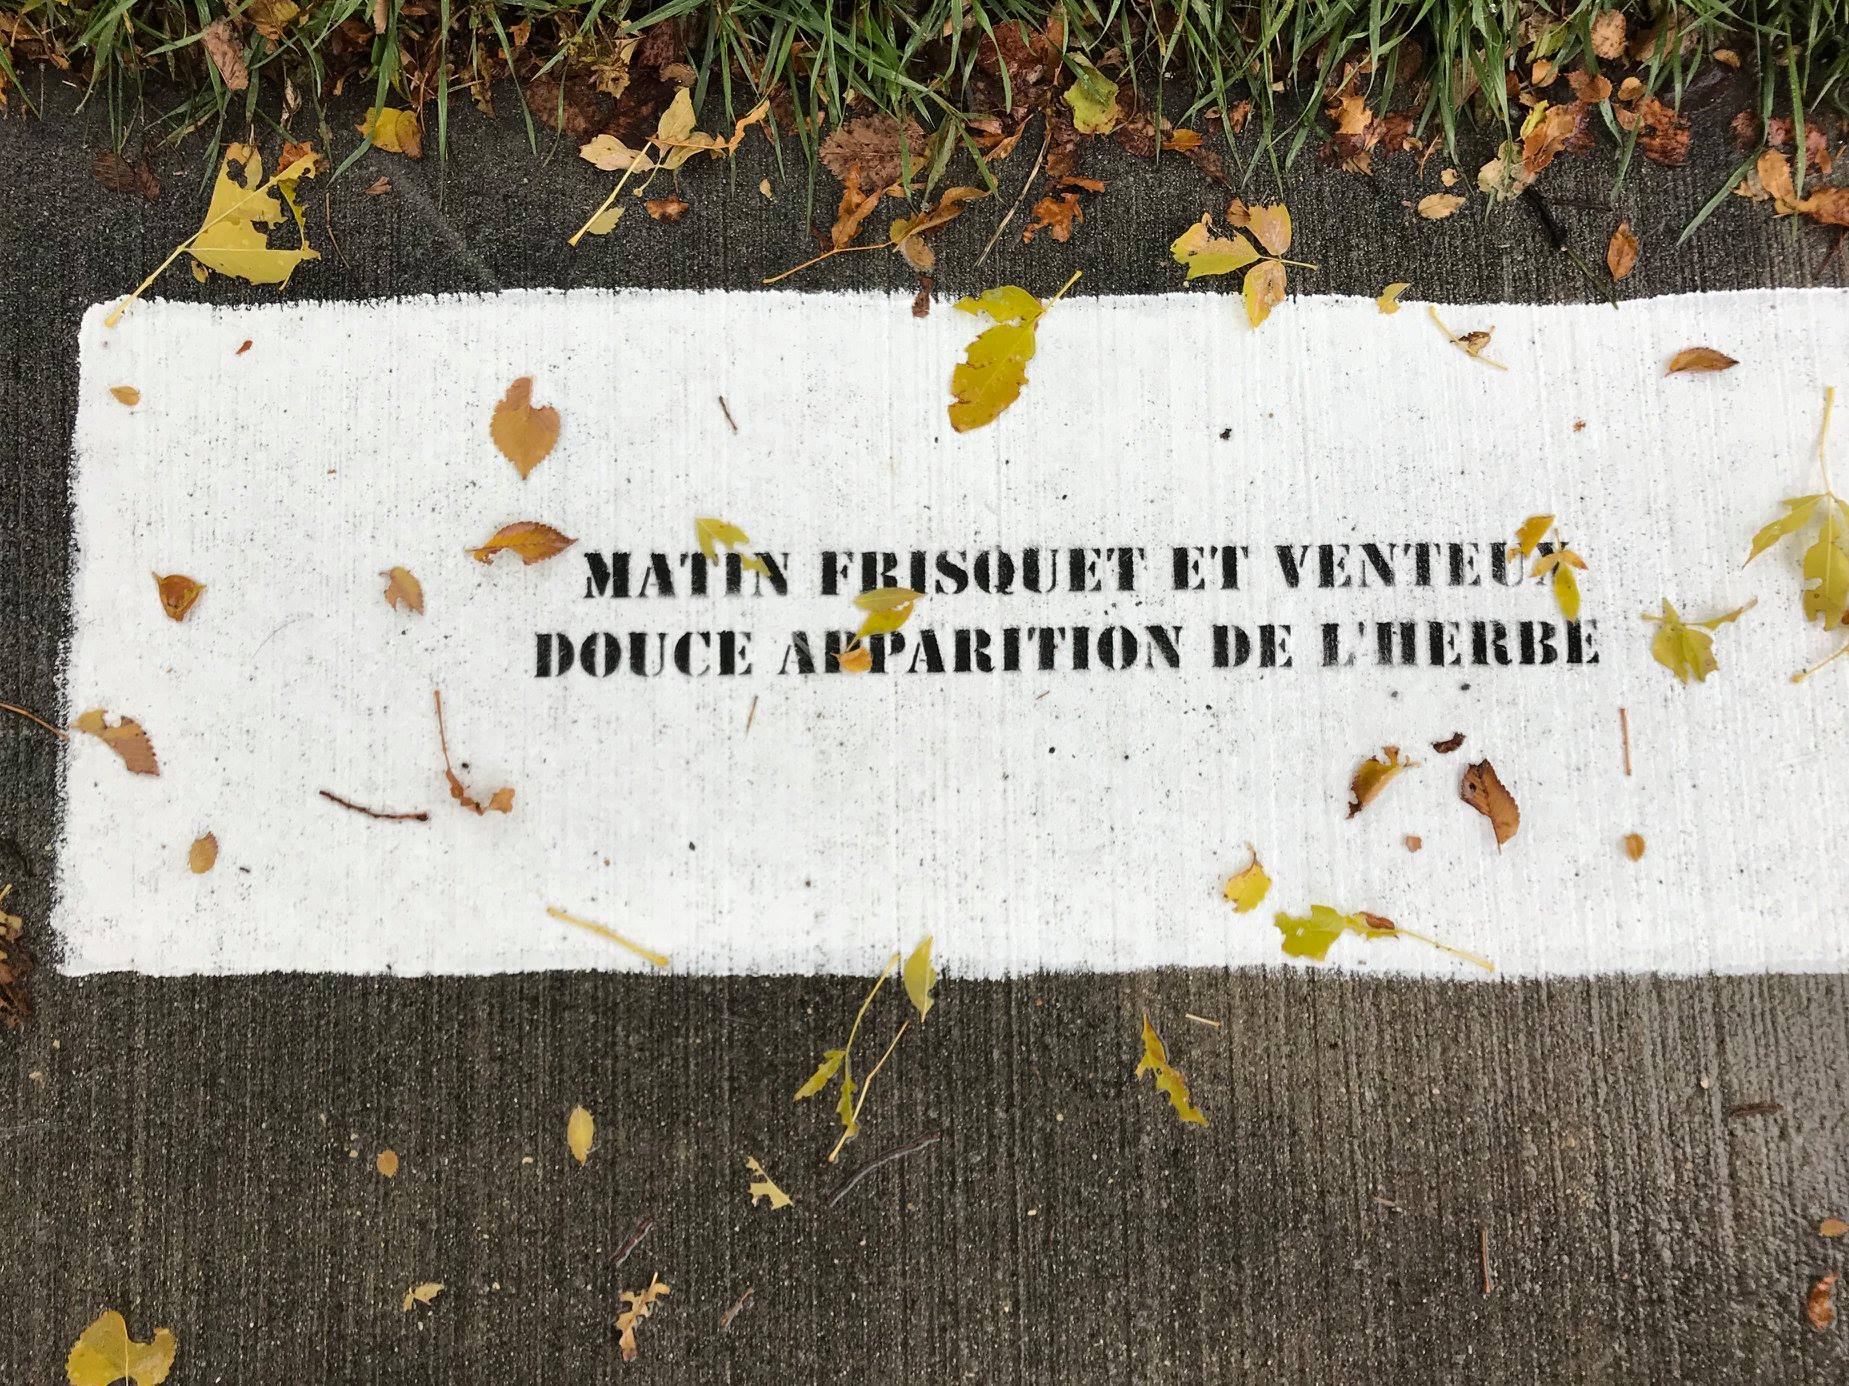 MATIN FRISQUET ET VENTEUX
DOUCE APPARITION DE L'HERBE